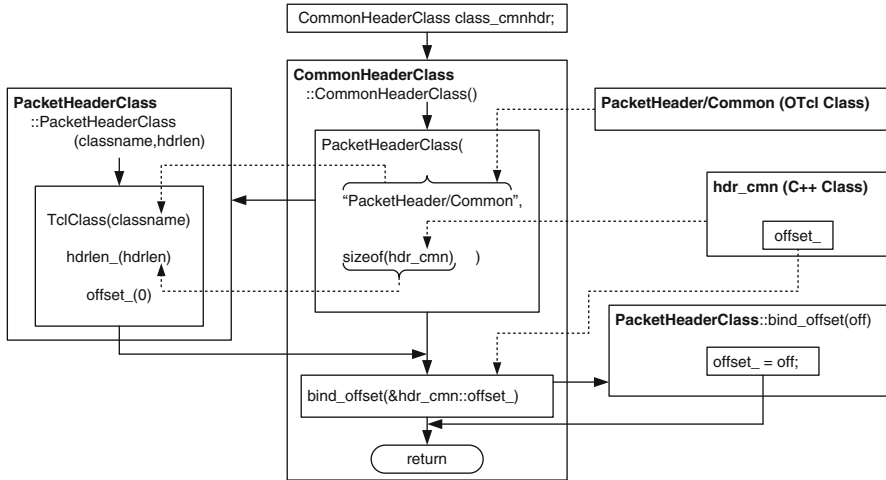 CommonHeaderClass class_cmnhdr;
CommonHeaderClass
::CommonHeaderClass()
PacketHeaderClass
::PacketHeaderClass
(classname,hdrlen)
TclClass(classname)
hdrlen_(hdrlen)
offset_(0)
PacketHeaderClass(
“PacketHeader/Common”,
sizeof(hdr_cmn) )
PacketHeader/Common (OTcl Class)
hdr_cmn (C++ Class)
offset_
PacketHeaderClass::bind_offset(off)
offset_ = off;
bind_offset(&hdr_cmn::offset_)
return